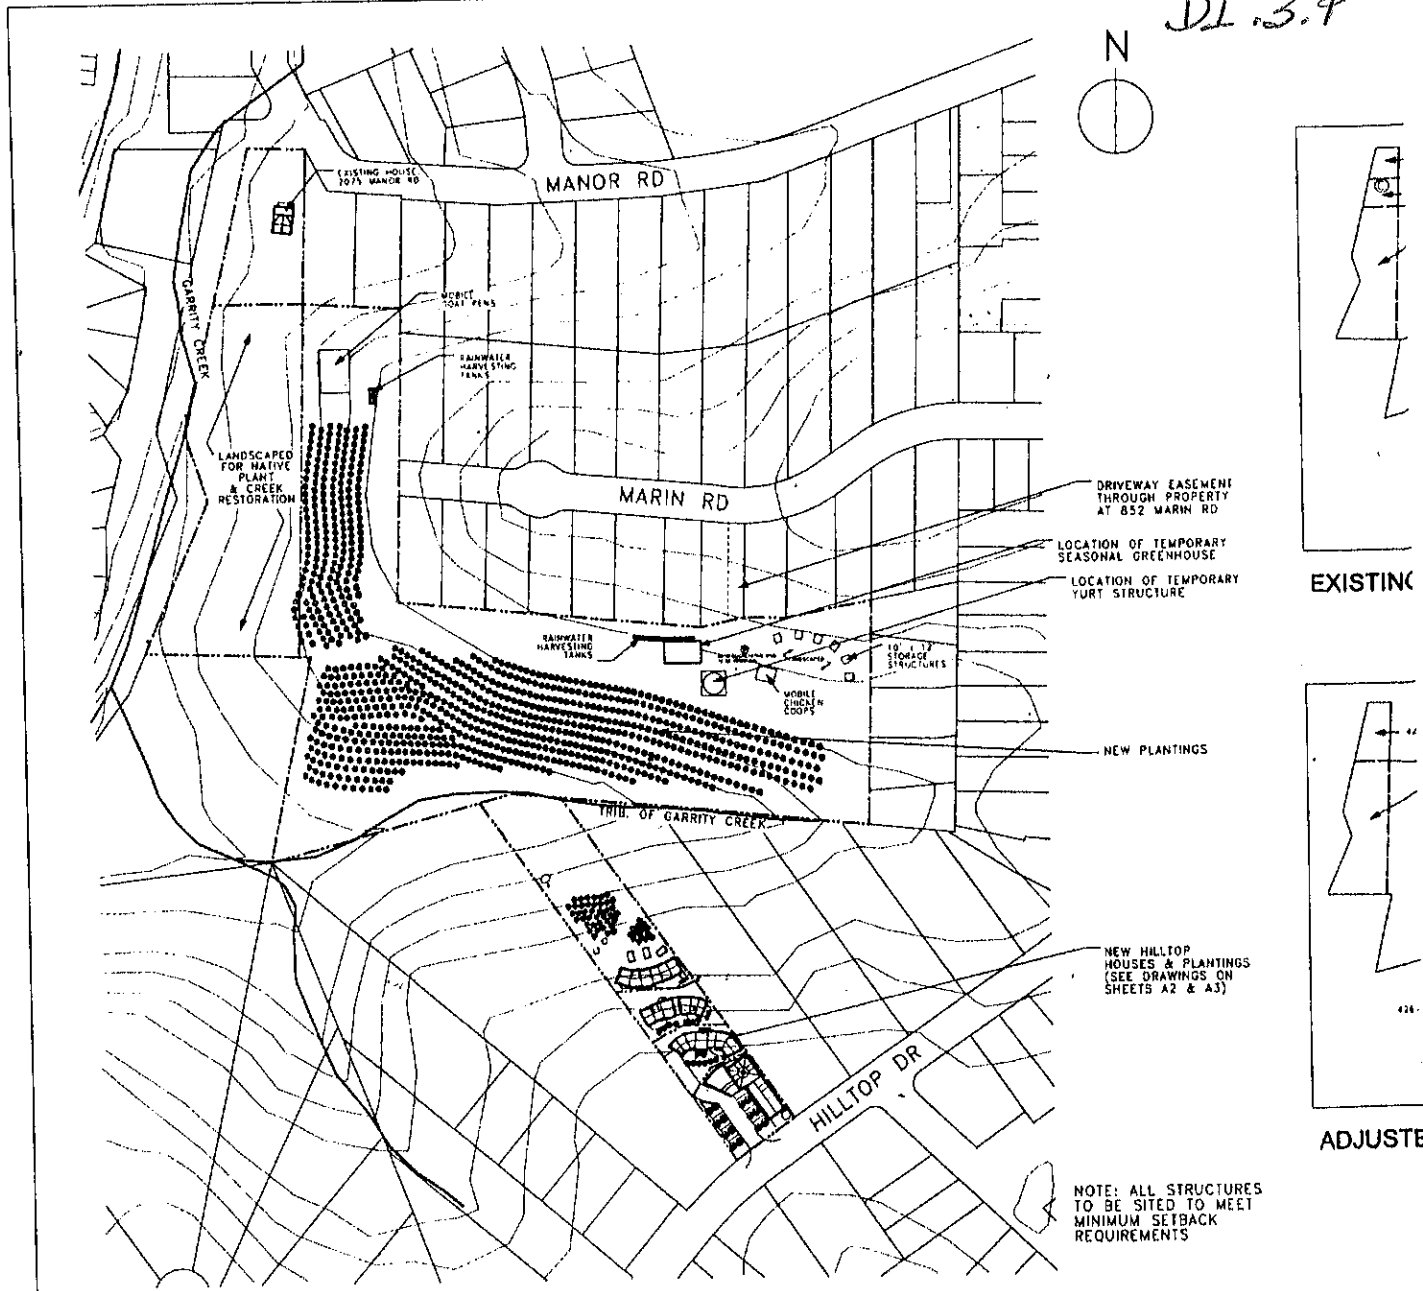 N
EXISTING HOUSE
2075 MANOR RD
MANOR RD
GARRITY CREEK
MOBILE
PENS
RAINWATER
HARVESTING
TANKS
LANDSCAPED
FOR NATIVE
PLANT
& CREEK
RESTORATION
MARIN RD
DRIVEWAY EASEMENT
THROUGH PROPERTY
AT 852 MARIN RD
LOCATION OF TEMPORARY
SEASONAL GREENHOUSE
LOCATION OF TEMPORARY
YURT STRUCTURE
EXISTING
RAINWATER
HARVESTING
TANKS
10' x 12'
STORAGE
STRUCTURES
MOBILE
CHICKEN
COOPS
NEW PLANTINGS
TRIB. OF GARRITY CREEK
NEW HILLTOP
HOUSES & PLANTINGS
(SEE DRAWINGS ON
SHEETS A2 & A3)
HILLTOP DR
426-
ADJUSTE
NOTE: ALL STRUCTURES
TO BE SITED TO MEET
MINIMUM SETBACK
REQUIREMENTS